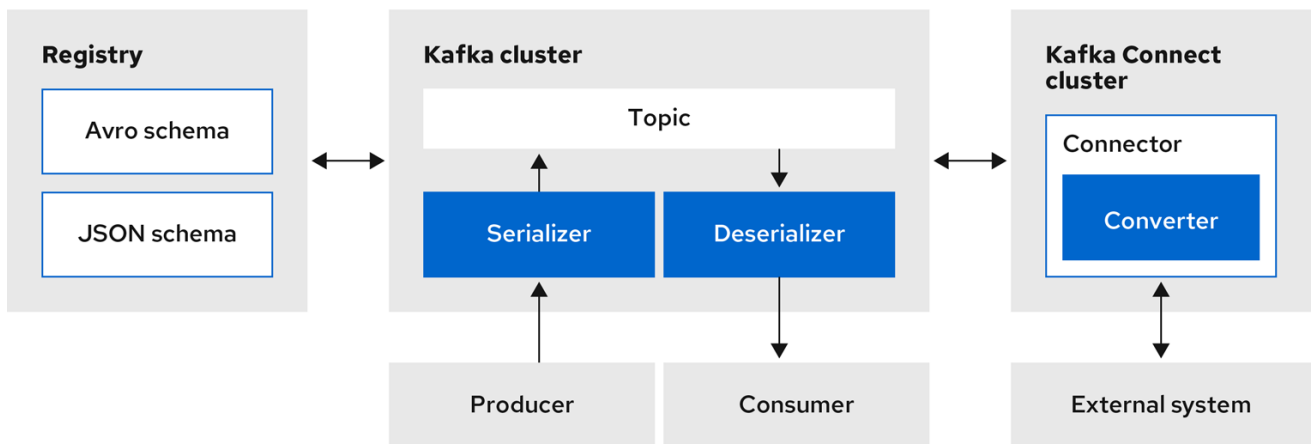 Registry
Avro schema
JSON schema
Kafka cluster
Topic
Serializer
Deserializer
Producer
Consumer
Kafka Connect
cluster
Connector
Converter
External system